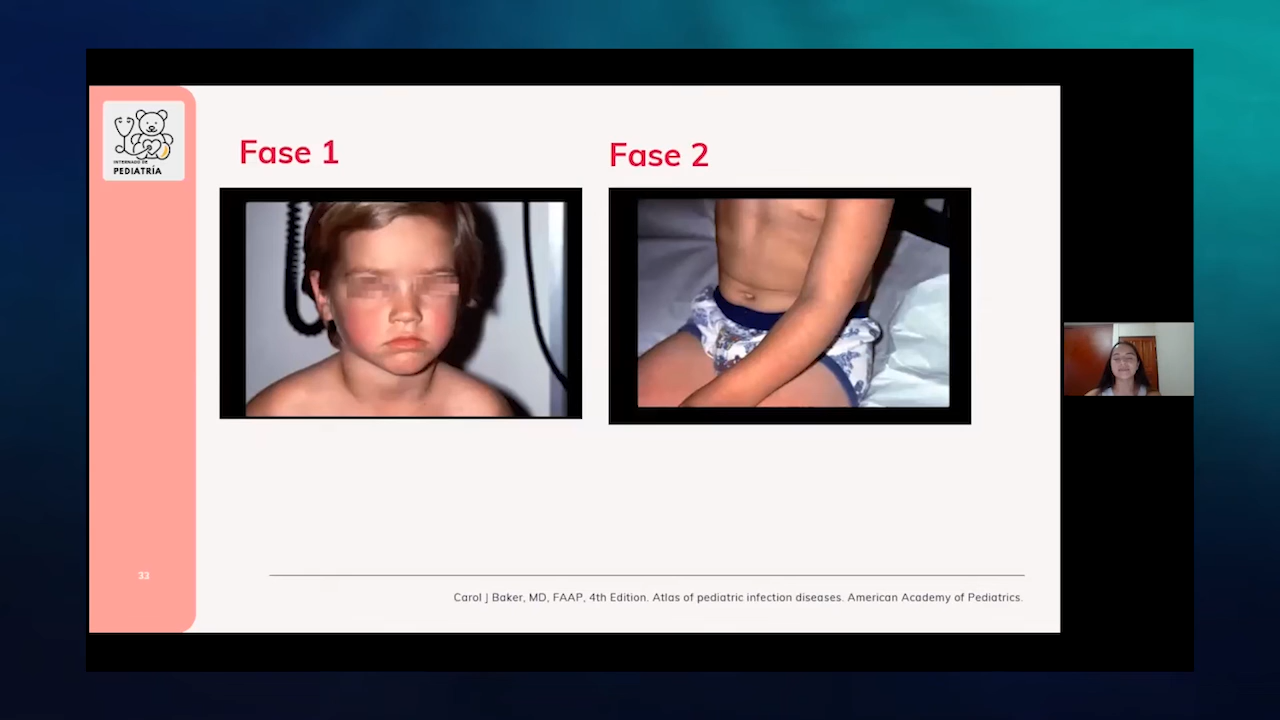 INTERNADO DE
PEDIATRÍA
Fase 1
Fase 2
33
Carol J Baker, MD, FAAP, 4th Edition. Atlas of pediatric infection diseases. American Academy of Pediatrics.